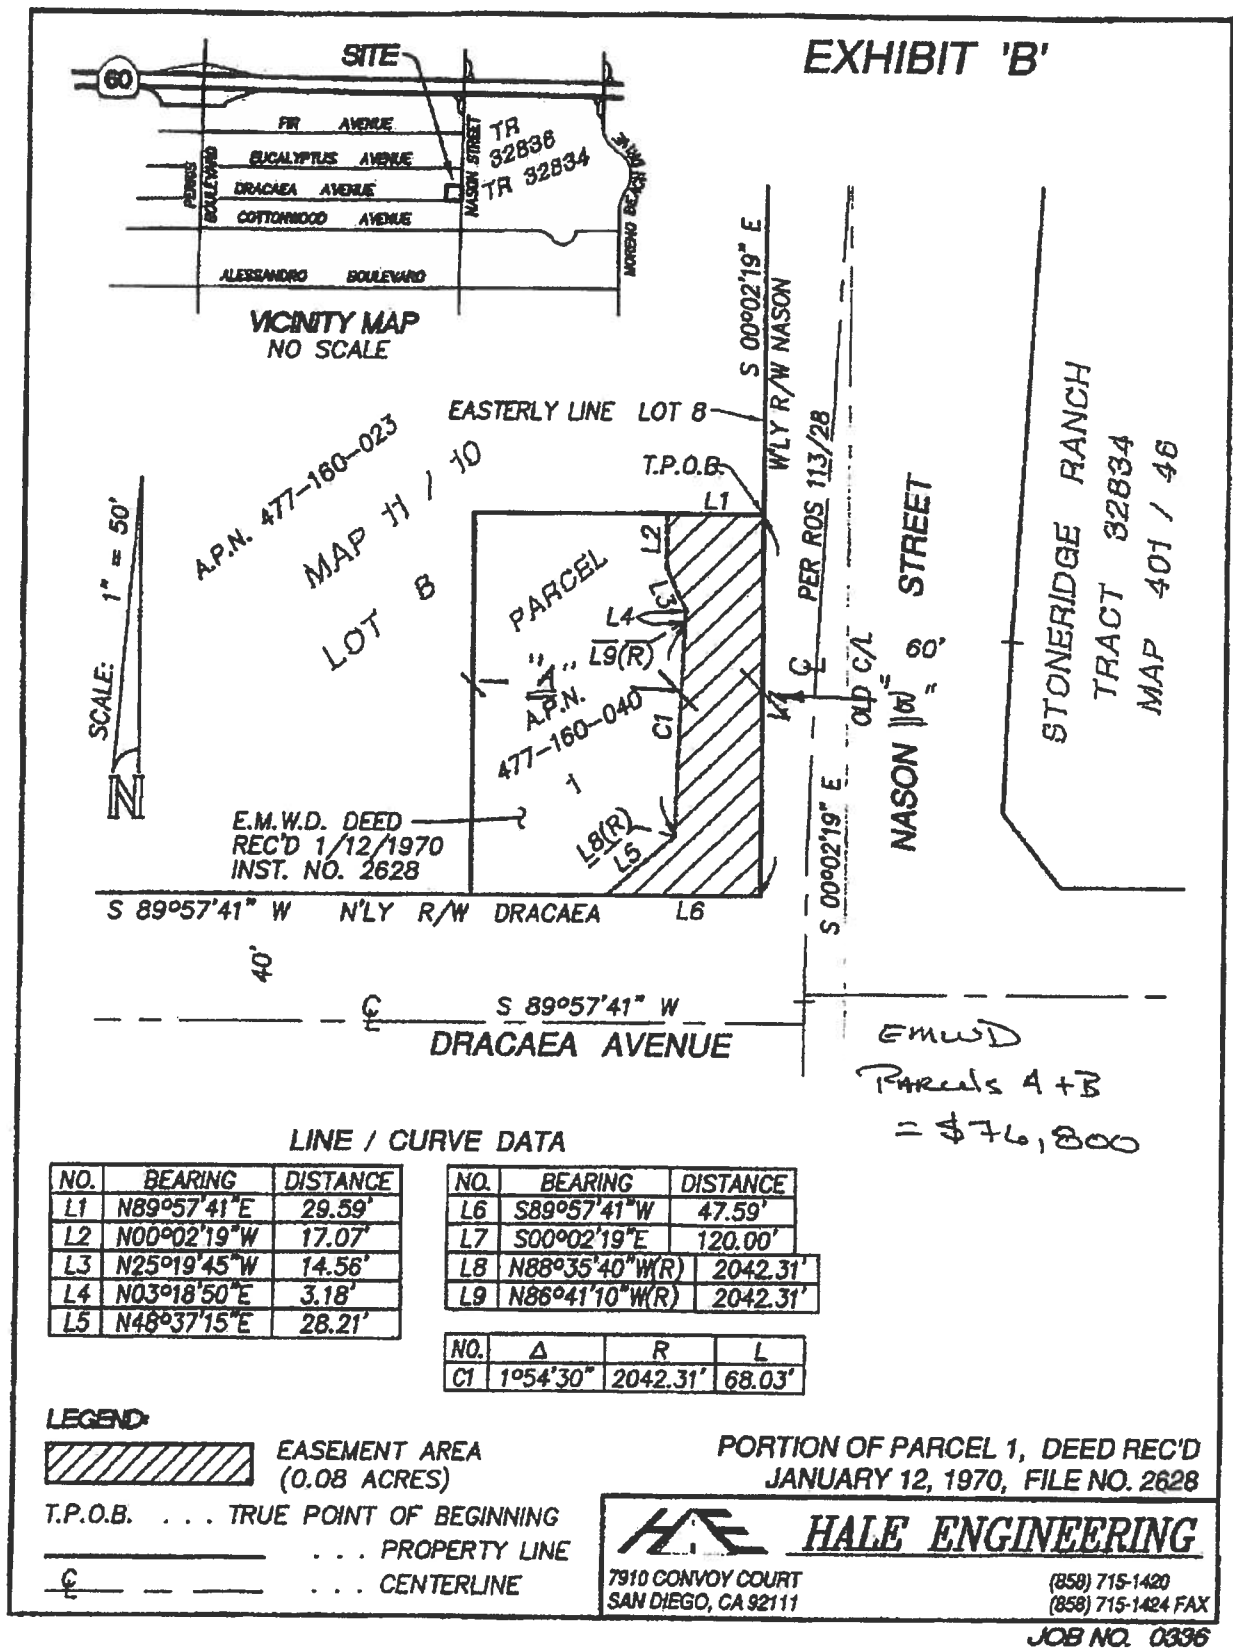 EXHIBIT 'B'
SITE
60
FIR AVENUE
EUCALYPTUS AVENUE
DRACAEA AVENUE
COTTONWOOD AVENUE
ALESSANDRO BOULEVARD
PERRIS
BOULEVARD
NASON STREET
TR
32836
TR 32834
MORENO BEACH DRIVE
VICINITY MAP
NO SCALE
S 00°02'19" E
W'LY R/W NASON
PER ROS 113/28
EASTERLY LINE LOT 8
T.P.O.B.
A.P.N. 477-160-023
MAP 11 / 10
LOT 8
SCALE: 1" = 50'
N
L1
L2
L3
L4
L9(R)
PARCEL
"A"
A.P.N.
477-160-040
1
C1
L8(R)
L5
L7
℄
OLD C/L
60'
NASON "B" STREET
STONERIDGE RANCH
TRACT 32834
MAP 401 / 46
E.M.W.D. DEED
REC'D 1/12/1970
INST. NO. 2628
S 00°02'19" E
S 89°57'41" W N'LY R/W DRACAEA L6
40'
℄ S 89°57'41" W
DRACAEA AVENUE
EMWD
PARCELS A + B
= $76,800
LINE / CURVE DATA
NO. BEARING DISTANCE
L1 N89°57'41"E 29.59'
L2 N00°02'19"W 17.07'
L3 N25°19'45"W 14.56'
L4 N03°18'50"E 3.18'
L5 N48°37'15"E 28.21'
NO. BEARING DISTANCE
L6 S89°57'41"W 47.59'
L7 S00°02'19"E 120.00'
L8 N88°35'40"W(R) 2042.31'
L9 N86°41'10"W(R) 2042.31'
NO. Δ R L
C1 1°54'30" 2042.31' 68.03'
LEGEND:
EASEMENT AREA
(0.08 ACRES)
T.P.O.B. . . . TRUE POINT OF BEGINNING
. . . PROPERTY LINE
℄ . . . CENTERLINE
PORTION OF PARCEL 1, DEED REC'D
JANUARY 12, 1970, FILE NO. 2628
HALE HALE ENGINEERING
7910 CONVOY COURT (858) 715-1420
SAN DIEGO, CA 92111 (858) 715-1424 FAX
JOB NO. 0336